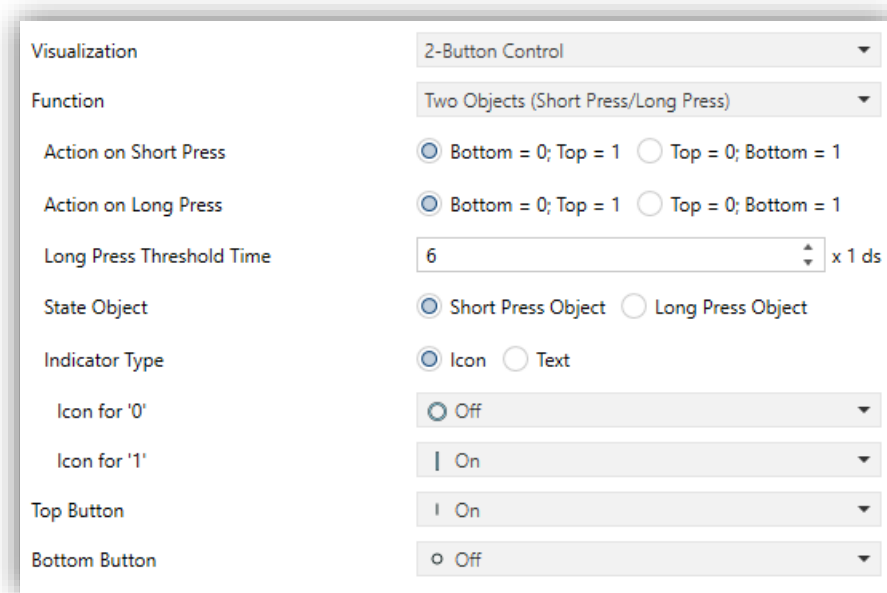 Visualization 2-Button Control
Function Two Objects (Short Press/Long Press)
Action on Short Press Bottom = 0; Top = 1 Top = 0; Bottom = 1
Action on Long Press Bottom = 0; Top = 1 Top = 0; Bottom = 1
Long Press Threshold Time 6 x 1 ds
State Object Short Press Object Long Press Object
Indicator Type Icon Text
Icon for '0' Off
Icon for '1' On
Top Button On
Bottom Button Off